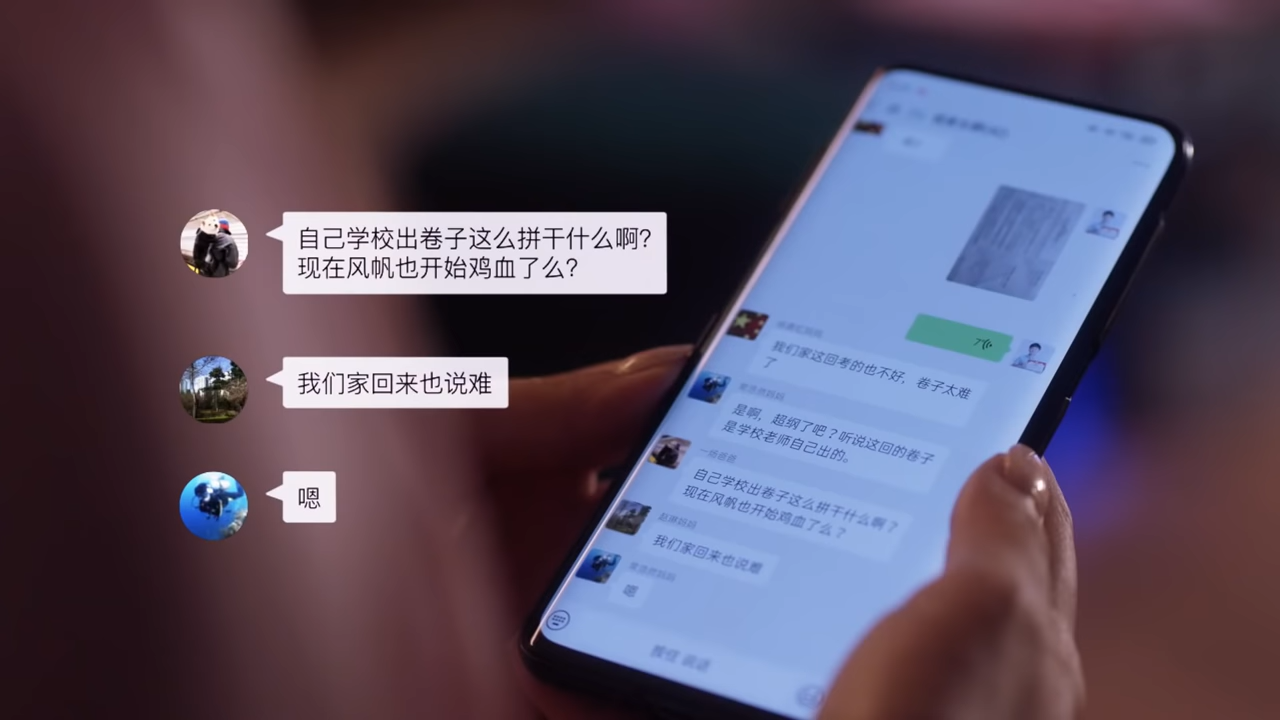 自己学校出卷子这么拼干什么啊?
现在风帆也开始鸡血了么?
我们家回来也说难
嗯
我们家这回考的也不好，卷子太难
了
是啊，超纲了吧？听说这回的卷子
是学校老师自己出的。
自己学校出卷子这么拼干什么啊？
现在风帆也开始鸡血了么？
我们家回来也说难
嗯
按住 说话